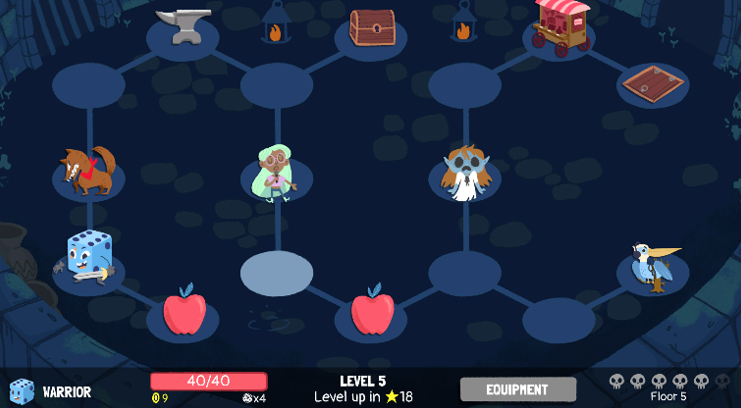 40/40
9
x4
WARRIOR
LEVEL 5
Level up in 18
EQUIPMENT
Floor 5